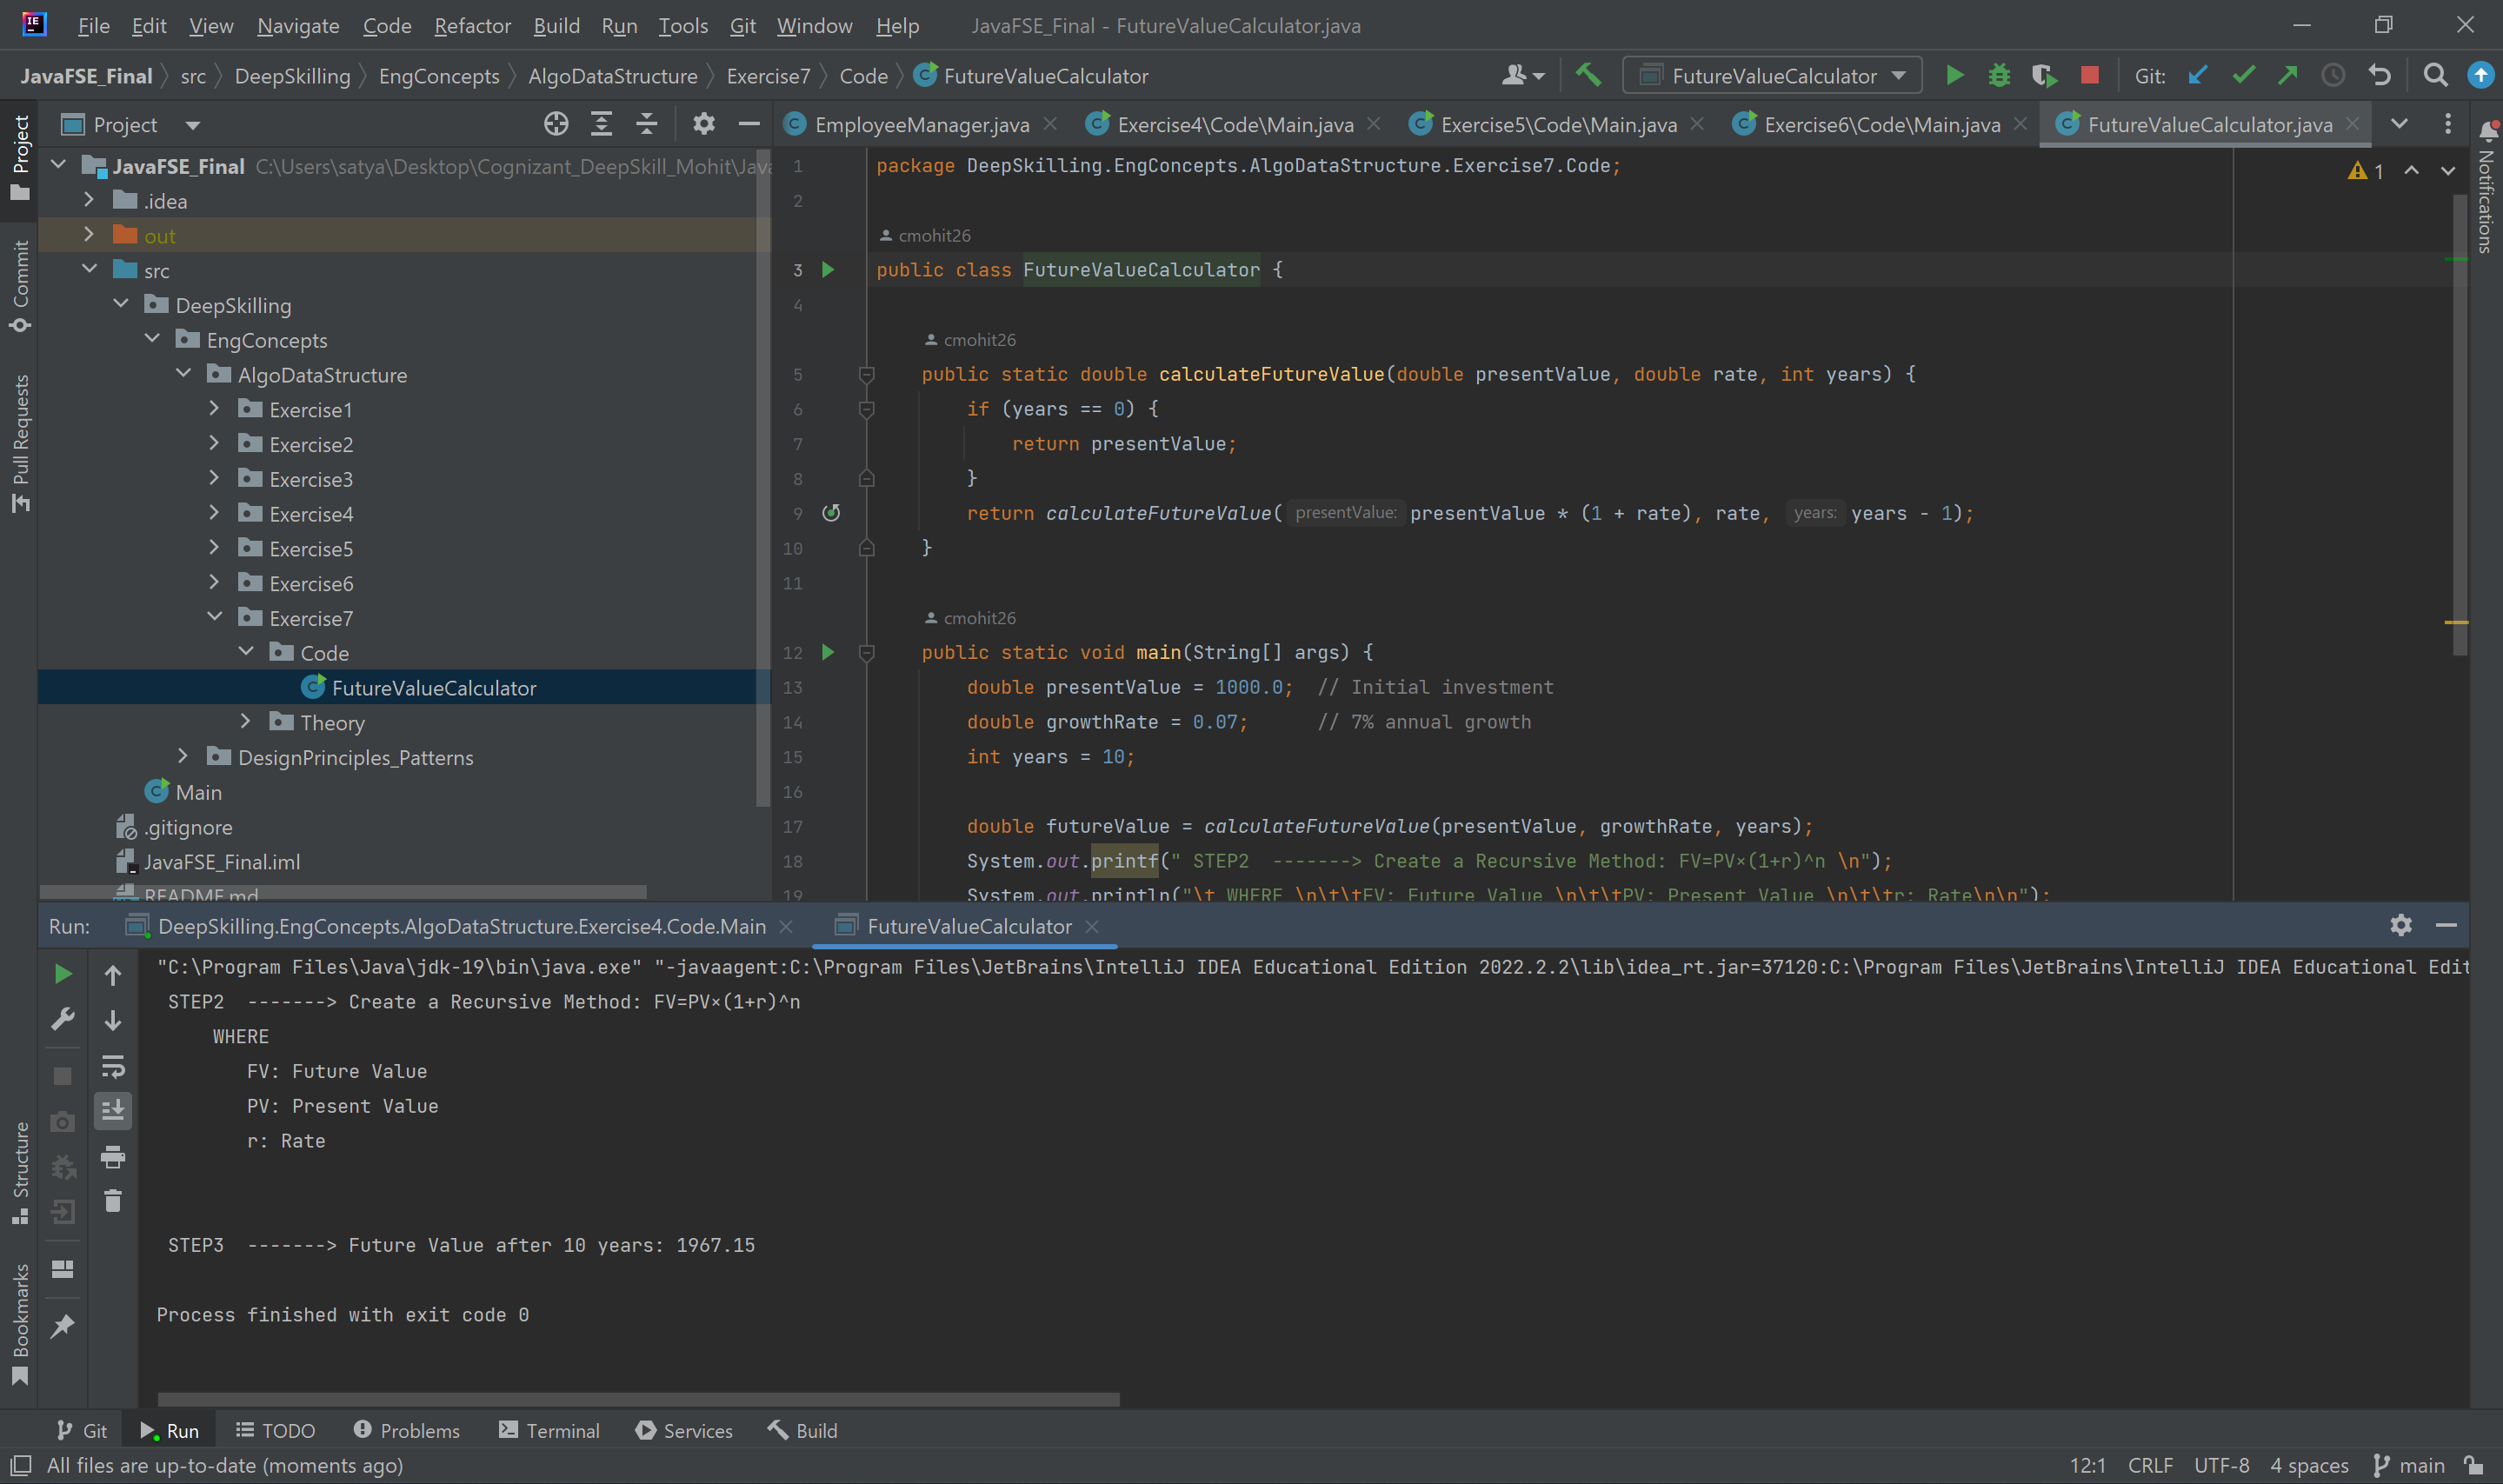 File Edit View Navigate Code Refactor Build Run Tools Git Window Help JavaFSE_Final - FutureValueCalculator.java
JavaFSE_Final src DeepSkilling EngConcepts AlgoDataStructure Exercise7 Code FutureValueCalculator
FutureValueCalculator Git:
Project
EmployeeManager.java Exercise4\Code\Main.java Exercise5\Code\Main.java Exercise6\Code\Main.java FutureValueCalculator.java
Project
Commit
Pull Requests
Structure
Bookmarks
Notifications
JavaFSE_Final C:\Users\satya\Desktop\Cognizant_DeepSkill_Mohit\Java
.idea
out
src
DeepSkilling
EngConcepts
AlgoDataStructure
Exercise1
Exercise2
Exercise3
Exercise4
Exercise5
Exercise6
Exercise7
Code
FutureValueCalculator
Theory
DesignPrinciples_Patterns
Main
.gitignore
JavaFSE_Final.iml
README.md
1 package DeepSkilling.EngConcepts.AlgoDataStructure.Exercise7.Code;
1
2
cmohit26
3 public class FutureValueCalculator {
4
cmohit26
5 public static double calculateFutureValue(double presentValue, double rate, int years) {
6 if (years == 0) {
7 return presentValue;
8 }
9 return calculateFutureValue( presentValue: presentValue * (1 + rate), rate, years: years - 1);
10 }
11
cmohit26
12 public static void main(String[] args) {
13 double presentValue = 1000.0; // Initial investment
14 double growthRate = 0.07; // 7% annual growth
15 int years = 10;
16
17 double futureValue = calculateFutureValue(presentValue, growthRate, years);
18 System.out.printf(" STEP2 -------> Create a Recursive Method: FV=PV×(1+r)^n \n");
19 System.out.println("\t WHERE \n\t\tFV: Future Value \n\t\tPV: Present Value \n\t\tr: Rate\n\n");
Run: DeepSkilling.EngConcepts.AlgoDataStructure.Exercise4.Code.Main FutureValueCalculator
"C:\Program Files\Java\jdk-19\bin\java.exe" "-javaagent:C:\Program Files\JetBrains\IntelliJ IDEA Educational Edition 2022.2.2\lib\idea_rt.jar=37120:C:\Program Files\JetBrains\IntelliJ IDEA Educational Edit
STEP2 -------> Create a Recursive Method: FV=PV×(1+r)^n
WHERE
FV: Future Value
PV: Present Value
r: Rate
STEP3 -------> Future Value after 10 years: 1967.15
Process finished with exit code 0
Git Run TODO Problems Terminal Services Build
All files are up-to-date (moments ago) 12:1 CRLF UTF-8 4 spaces main